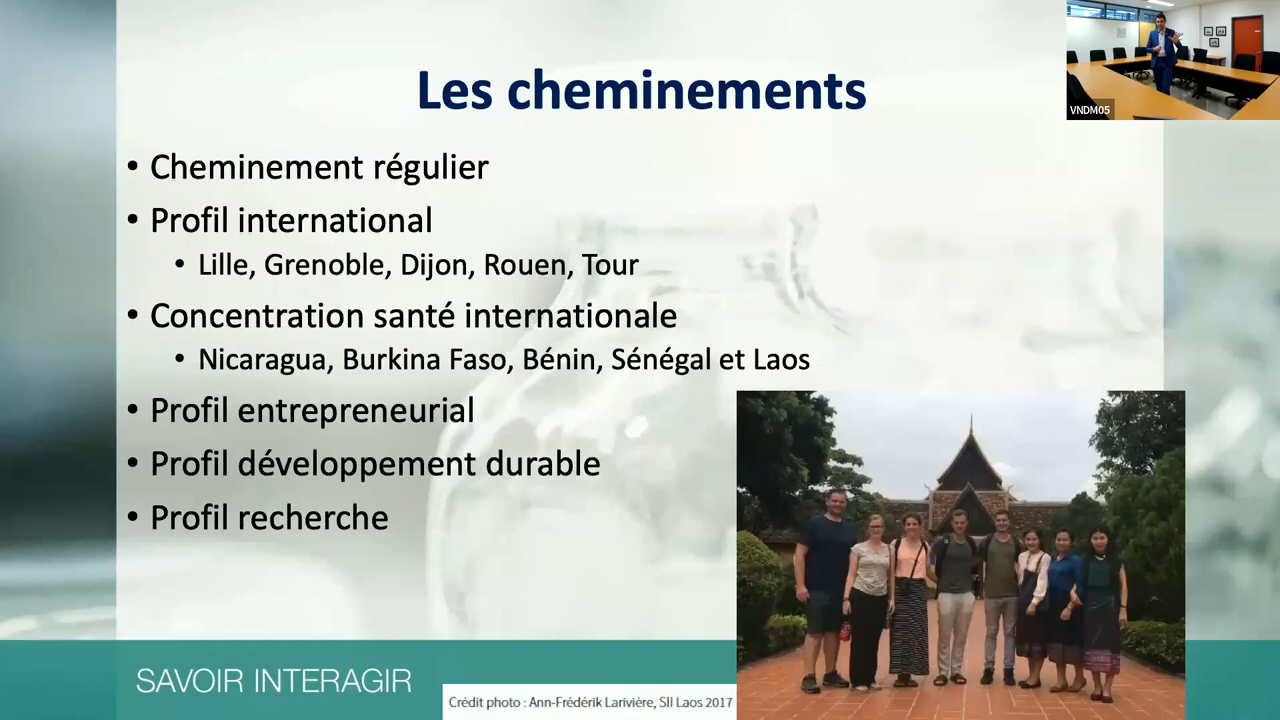 Les cheminements
VNDM05
• Cheminement régulier
• Profil international
• Lille, Grenoble, Dijon, Rouen, Tour
• Concentration santé internationale
• Nicaragua, Burkina Faso, Bénin, Sénégal et Laos
• Profil entrepreneurial
• Profil développement durable
• Profil recherche
SAVOIR INTERAGIR
Crédit photo : Ann-Frédérik Larivière, SII Laos 2017